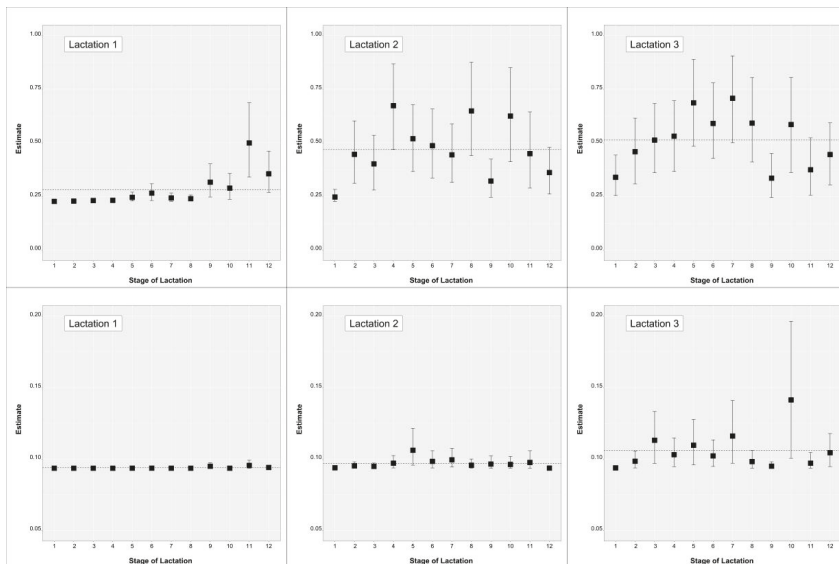 Lactation 1
Estimate
1.00
0.75
0.50
0.25
0.00
1 2 3 4 5 6 7 8 9 10 11 12
Stage of Lactation
Lactation 2
Estimate
1.00
0.75
0.50
0.25
0.00
1 2 3 4 5 6 7 8 9 10 11 12
Stage of Lactation
Lactation 3
Estimate
1.00
0.75
0.50
0.25
0.00
1 2 3 4 5 6 7 8 9 10 11 12
Stage of Lactation
Lactation 1
Estimate
0.20
0.15
0.10
0.05
1 2 3 4 5 6 7 8 9 10 11 12
Stage of Lactation
Lactation 2
Estimate
0.20
0.15
0.10
0.05
1 2 3 4 5 6 7 8 9 10 11 12
Stage of Lactation
Lactation 3
Estimate
0.20
0.15
0.10
0.05
1 2 3 4 5 6 7 8 9 10 11 12
Stage of Lactation